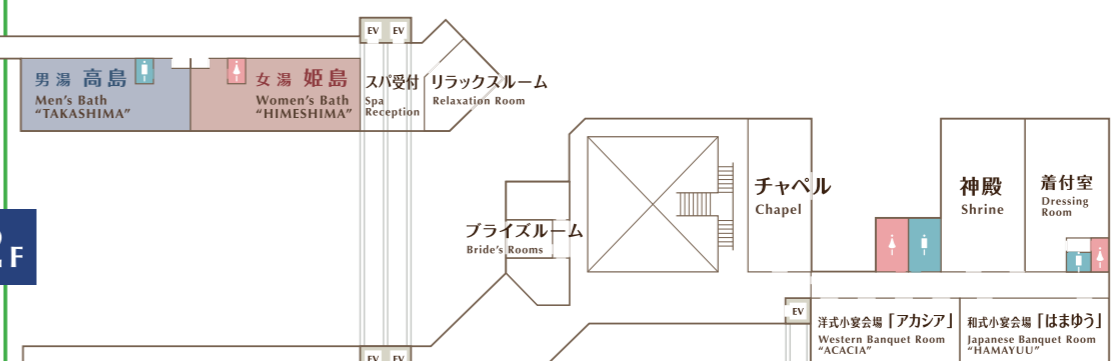 EV EV
男湯 高島
Men's Bath
"TAKASHIMA"
女湯 姫島
Women's Bath
"HIMESHIMA"
スパ受付
Spa
Reception
リラックスルーム
Relaxation Room
チャペル
Chapel
神殿
Shrine
着付室
Dressing
Room
ブライズルーム
Bride's Rooms
F
EV
洋式小宴会場「アカシア」
Western Banquet Room
"ACACIA"
和式小宴会場「はまゆう」
Japanese Banquet Room
"HAMAYUU"
EV EV